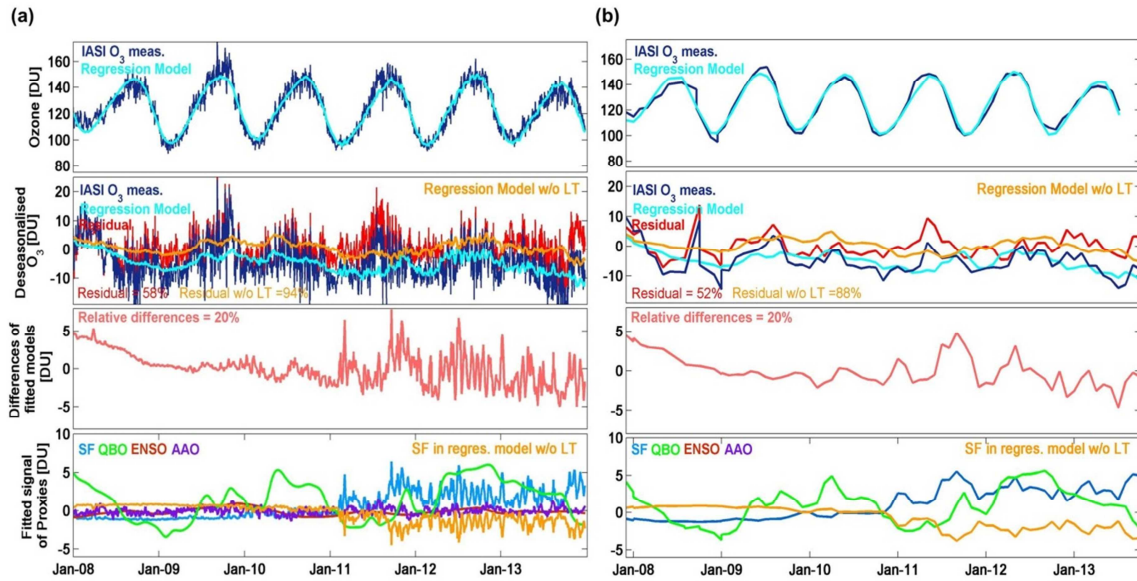 (a)
175
160
140
120
100
80
Ozone [DU]
IASI O3 meas.
Regression Model
20
10
0
-10
Deseasonalised
O3 [DU]
IASI O3 meas.
Regression Model
Residual
Regression Model w/o LT
Residual = 58% Residual w/o LT =94%
5
0
-5
Differences of
fitted models
[DU]
Relative differences = 20%
10
5
0
-5
Fitted signal
of Proxies [DU]
SF QBO ENSO AAO
SF in regres. model w/o LT
Jan-08 Jan-09 Jan-10 Jan-11 Jan-12 Jan-13
(b)
160
140
120
100
80
IASI O3 meas.
Regression Model
20
10
0
-10
IASI O3 meas.
Regression Model
Residual
Regression Model w/o LT
Residual = 52% Residual w/o LT =88%
5
0
-5
Relative differences = 20%
10
5
0
-5
SF QBO ENSO AAO
SF in regres. model w/o LT
Jan-08 Jan-09 Jan-10 Jan-11 Jan-12 Jan-13